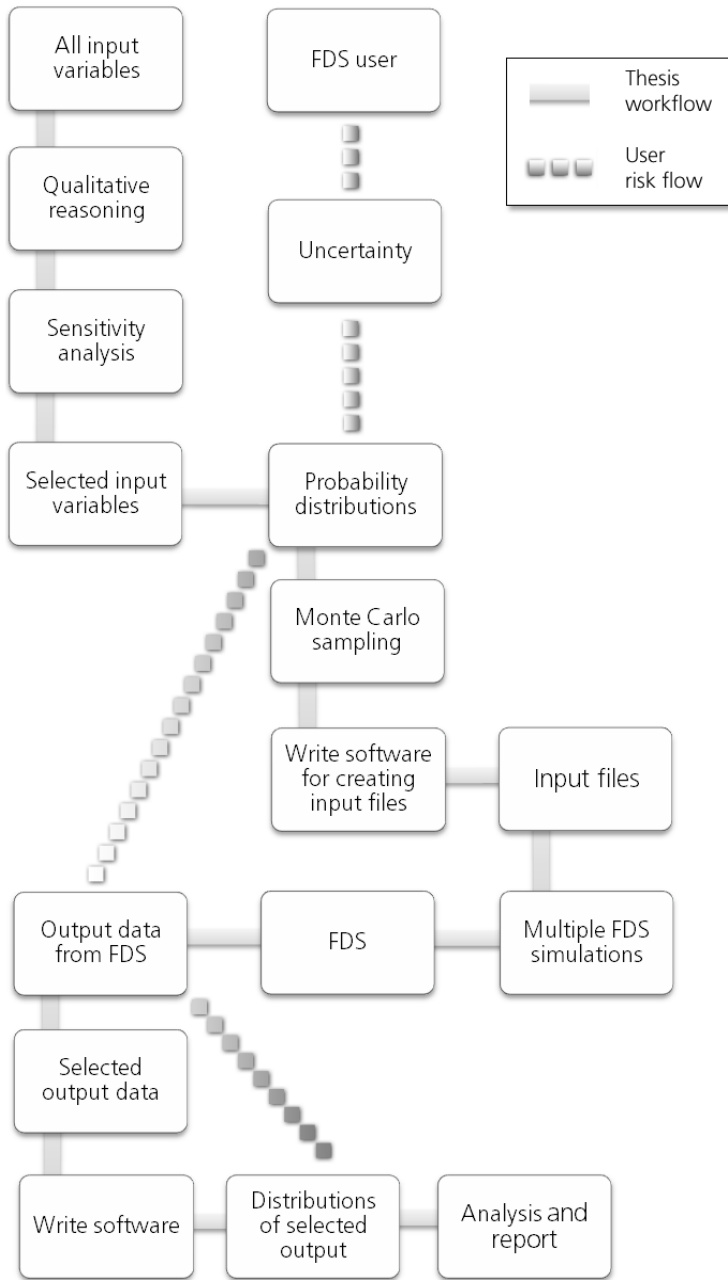 All input
variables
FDS user
Thesis
workflow
User
risk flow
Qualitative
reasoning
Uncertainty
Sensitivity
analysis
Selected input
variables
Probability
distributions
Monte Carlo
sampling
Write software
for creating
input files
Input files
Output data
from FDS
FDS
Multiple FDS
simulations
Selected
output data
Write software
Distributions
of selected
output
Analysis and
report